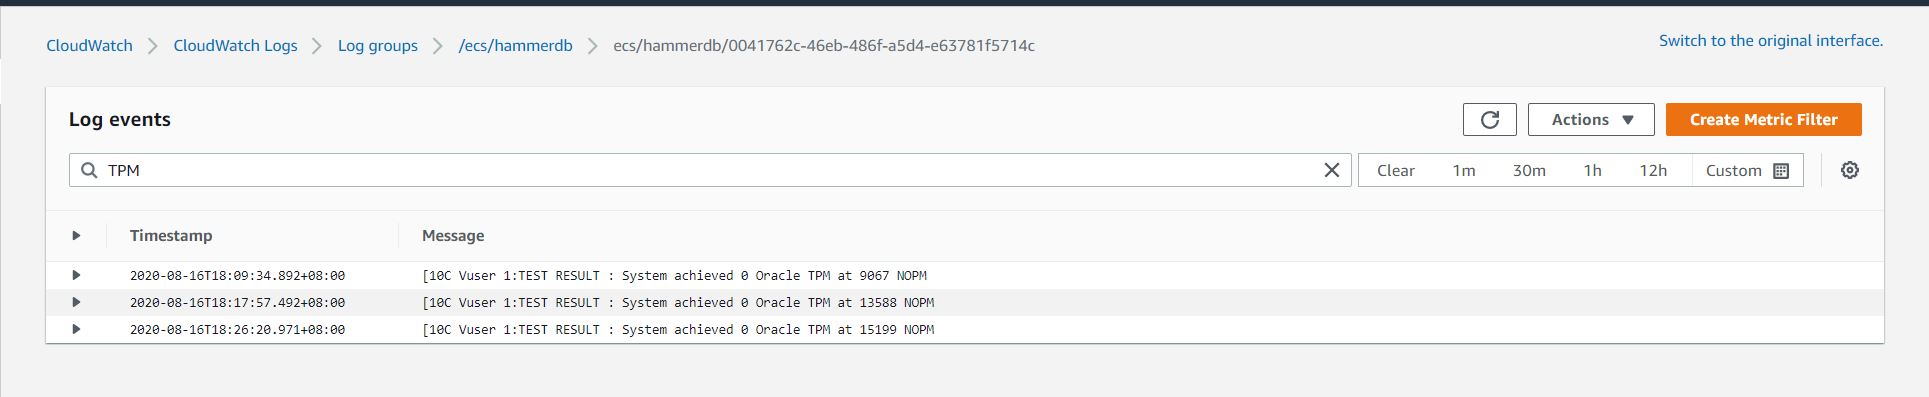 CloudWatch CloudWatch Logs Log groups /ecs/hammerdb ecs/hammerdb/0041762c-46eb-486f-a5d4-e63781f5714c
Switch to the original interface.
Log events
Actions
Create Metric Filter
TPM
Clear 1m 30m 1h 12h Custom
Timestamp Message
2020-08-16T18:09:34.892+08:00 [10C Vuser 1:TEST RESULT : System achieved 0 Oracle TPM at 9067 NOPM
2020-08-16T18:17:57.492+08:00 [10C Vuser 1:TEST RESULT : System achieved 0 Oracle TPM at 13588 NOPM
2020-08-16T18:26:20.971+08:00 [10C Vuser 1:TEST RESULT : System achieved 0 Oracle TPM at 15199 NOPM